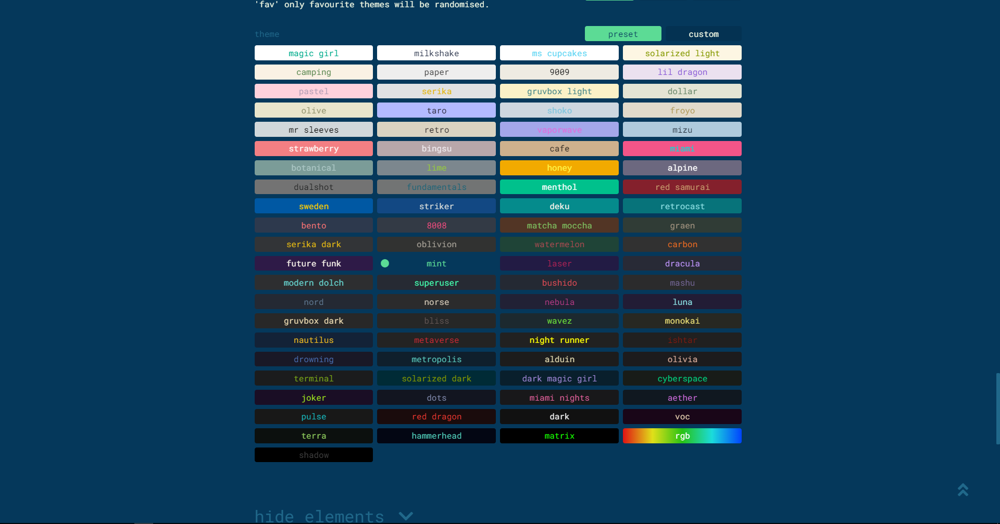 'fav' only favourite themes will be randomised.
theme preset custom
magic girl milkshake ms cupcakes solarized light
camping paper 9009 lil dragon
pastel serika gruvbox light dollar
olive taro shoko froyo
mr sleeves retro vaporwave mizu
strawberry bingsu cafe miami
botanical lime honey alpine
dualshot fundamentals menthol red samurai
sweden striker deku retrocast
bento 8008 matcha moccha graen
serika dark oblivion watermelon carbon
future funk mint laser dracula
modern dolch superuser bushido mashu
nord norse nebula luna
gruvbox dark bliss wavez monokai
nautilus metaverse night runner ishtar
drowning metropolis alduin olivia
terminal solarized dark dark magic girl cyberspace
joker dots miami nights aether
pulse red dragon dark voc
terra hammerhead matrix rgb
shadow
hide elements